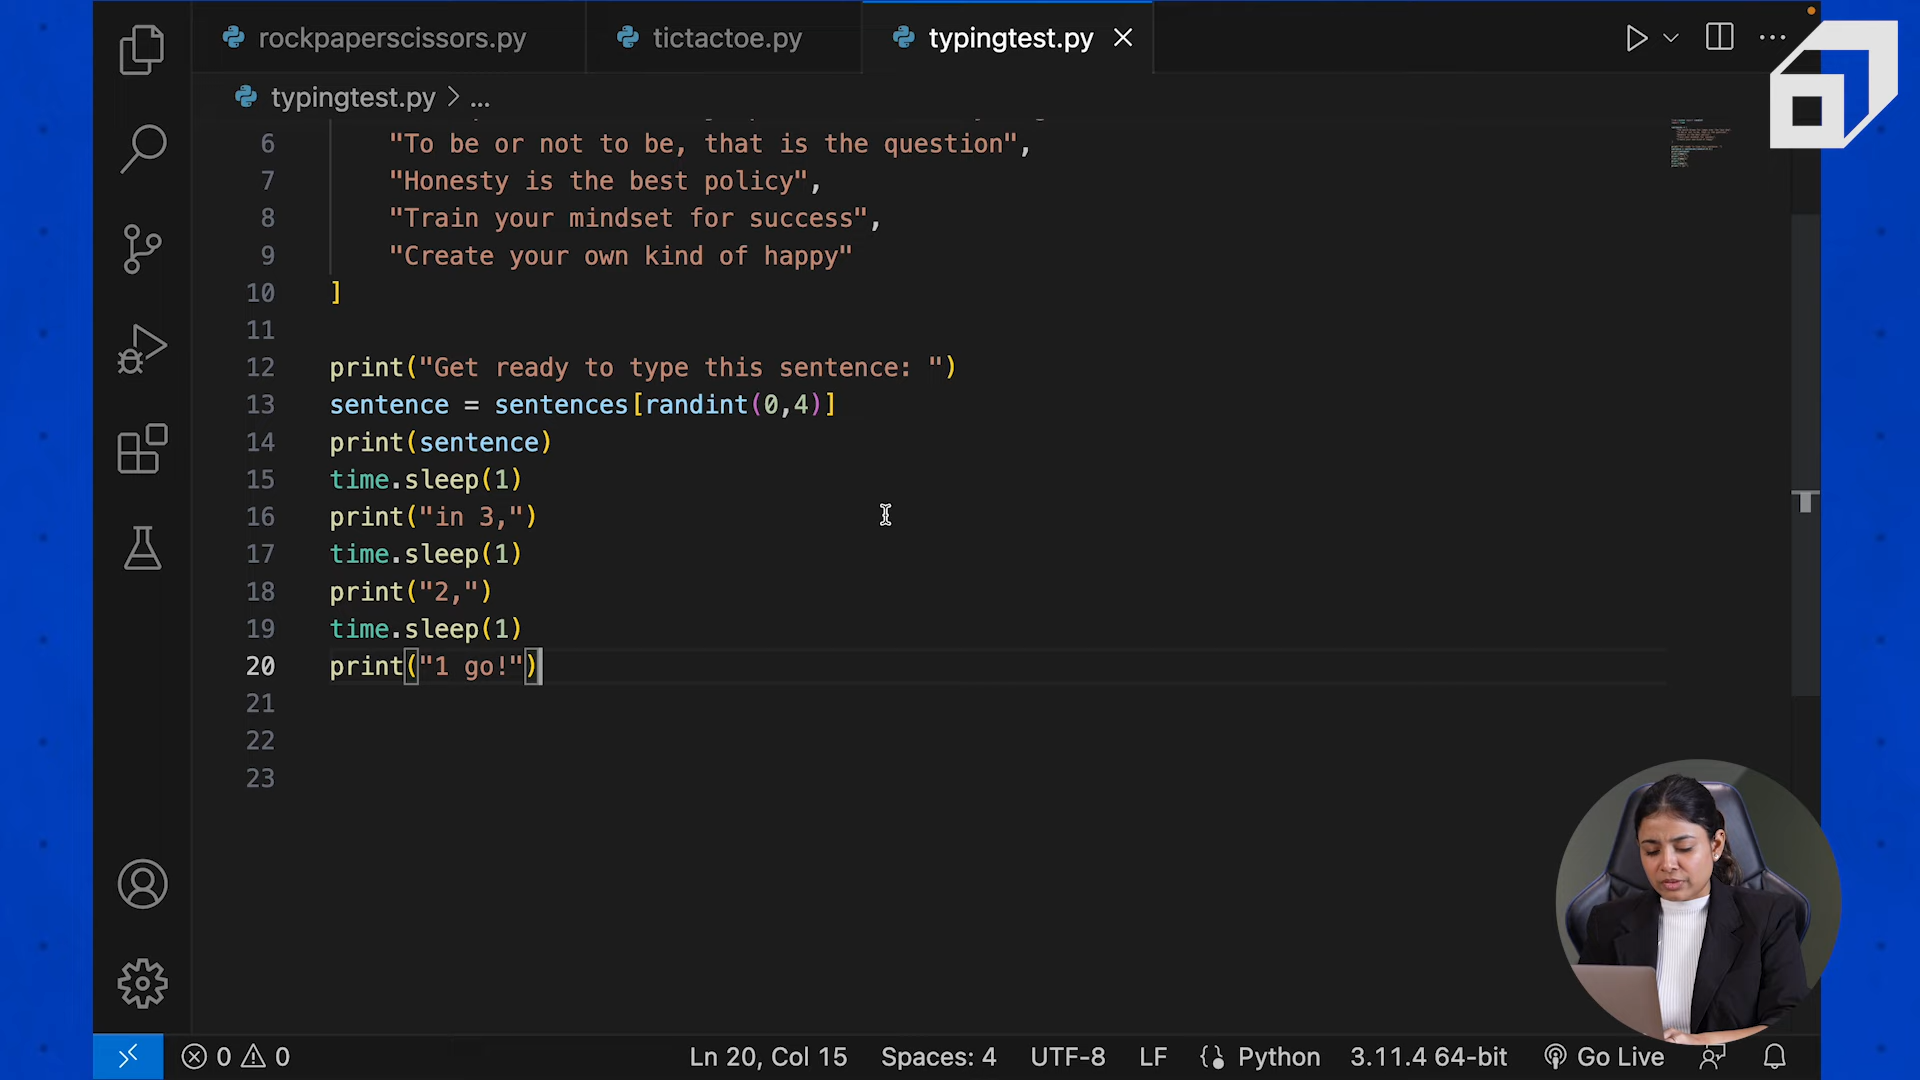 rockpaperscissors.py
tictactoe.py
typingtest.py
typingtest.py > ...
6 "To be or not to be, that is the question",
7 "Honesty is the best policy",
8 "Train your mindset for success",
9 "Create your own kind of happy"
10 ]
11
12 print("Get ready to type this sentence: ")
13 sentence = sentences[randint(0,4)]
14 print(sentence)
15 time.sleep(1)
16 print("in 3,")
17 time.sleep(1)
18 print("2,")
19 time.sleep(1)
20 print("1 go!")
21
22
23
0 0 Ln 20, Col 15 Spaces: 4 UTF-8 LF Python 3.11.4 64-bit Go Live